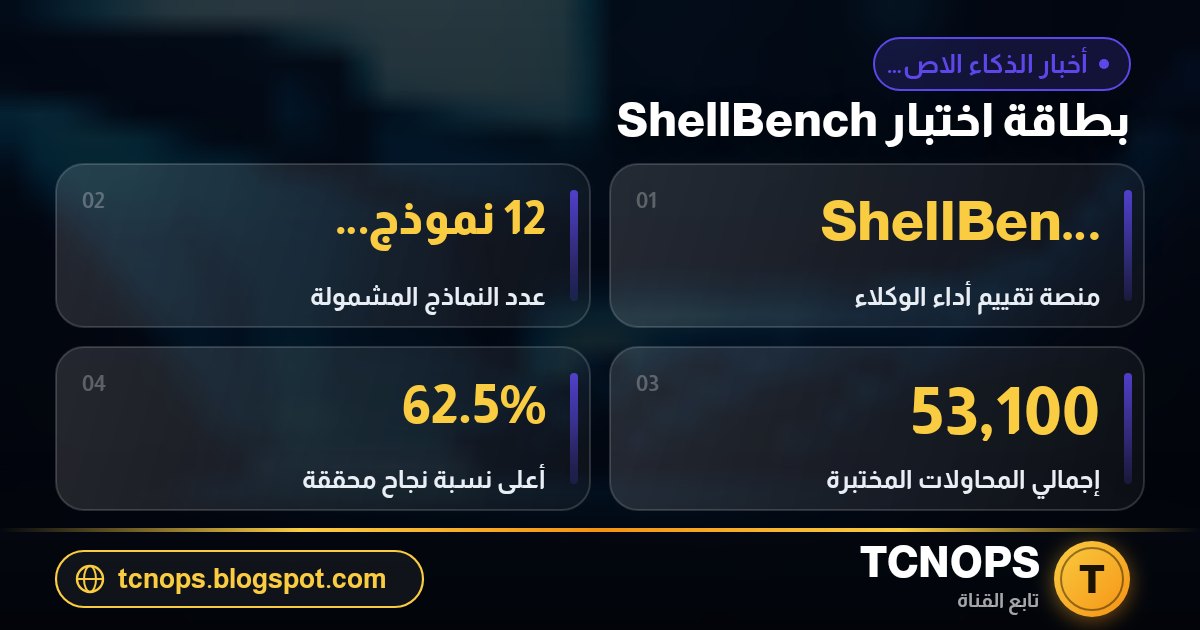 • أخبار الذكاء الاص...
بطاقة اختبار ShellBench
01
ShellBen...
منصة تقييم أداء الوكلاء
02
12 نموذج...
عدد النماذج المشمولة
03
53,100
إجمالي المحاولات المختبرة
04
62.5%
أعلى نسبة نجاح محققة
T
TCNOPS
تابع القناة
tcnops.blogspot.com